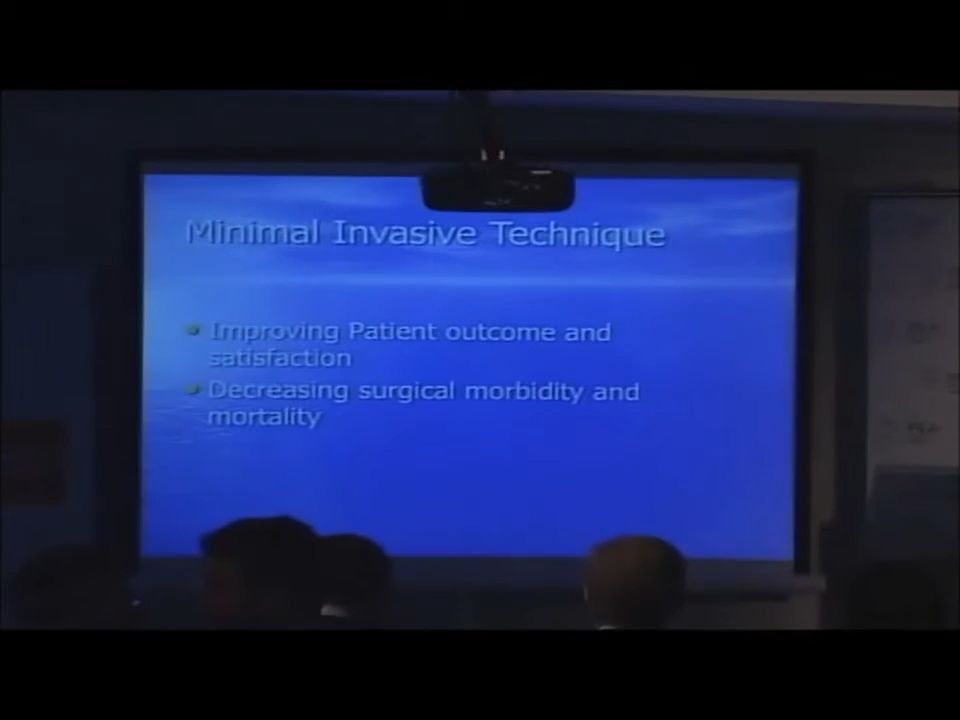 Minimal Invasive Technique
Improving Patient outcome and
satisfaction
Decreasing surgical morbidity and
mortality